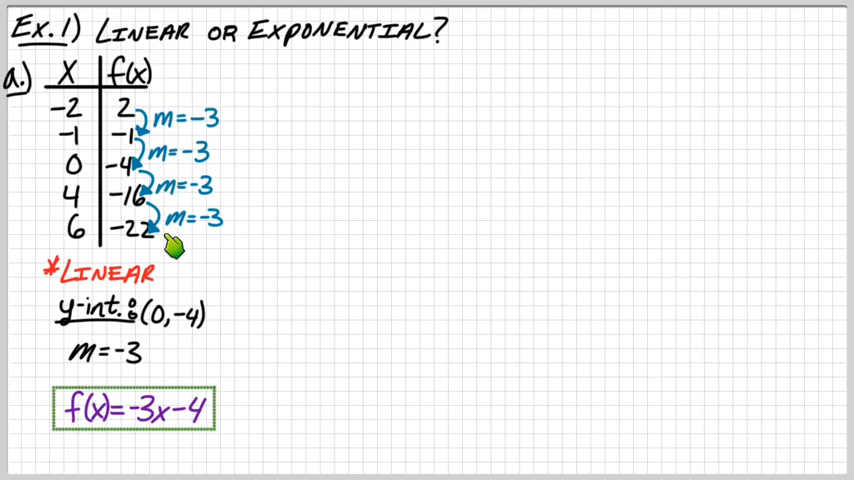 Ex. 1) LINEAR OR EXPONENTIAL?
a.) X f(x)
-2 2
m=-3
-1 -1
m=-3
0 -4
m=-3
4 -16
m=-3
6 -22
*LINEAR
y-int.: (0,-4)
m=-3
f(x)=-3x-4